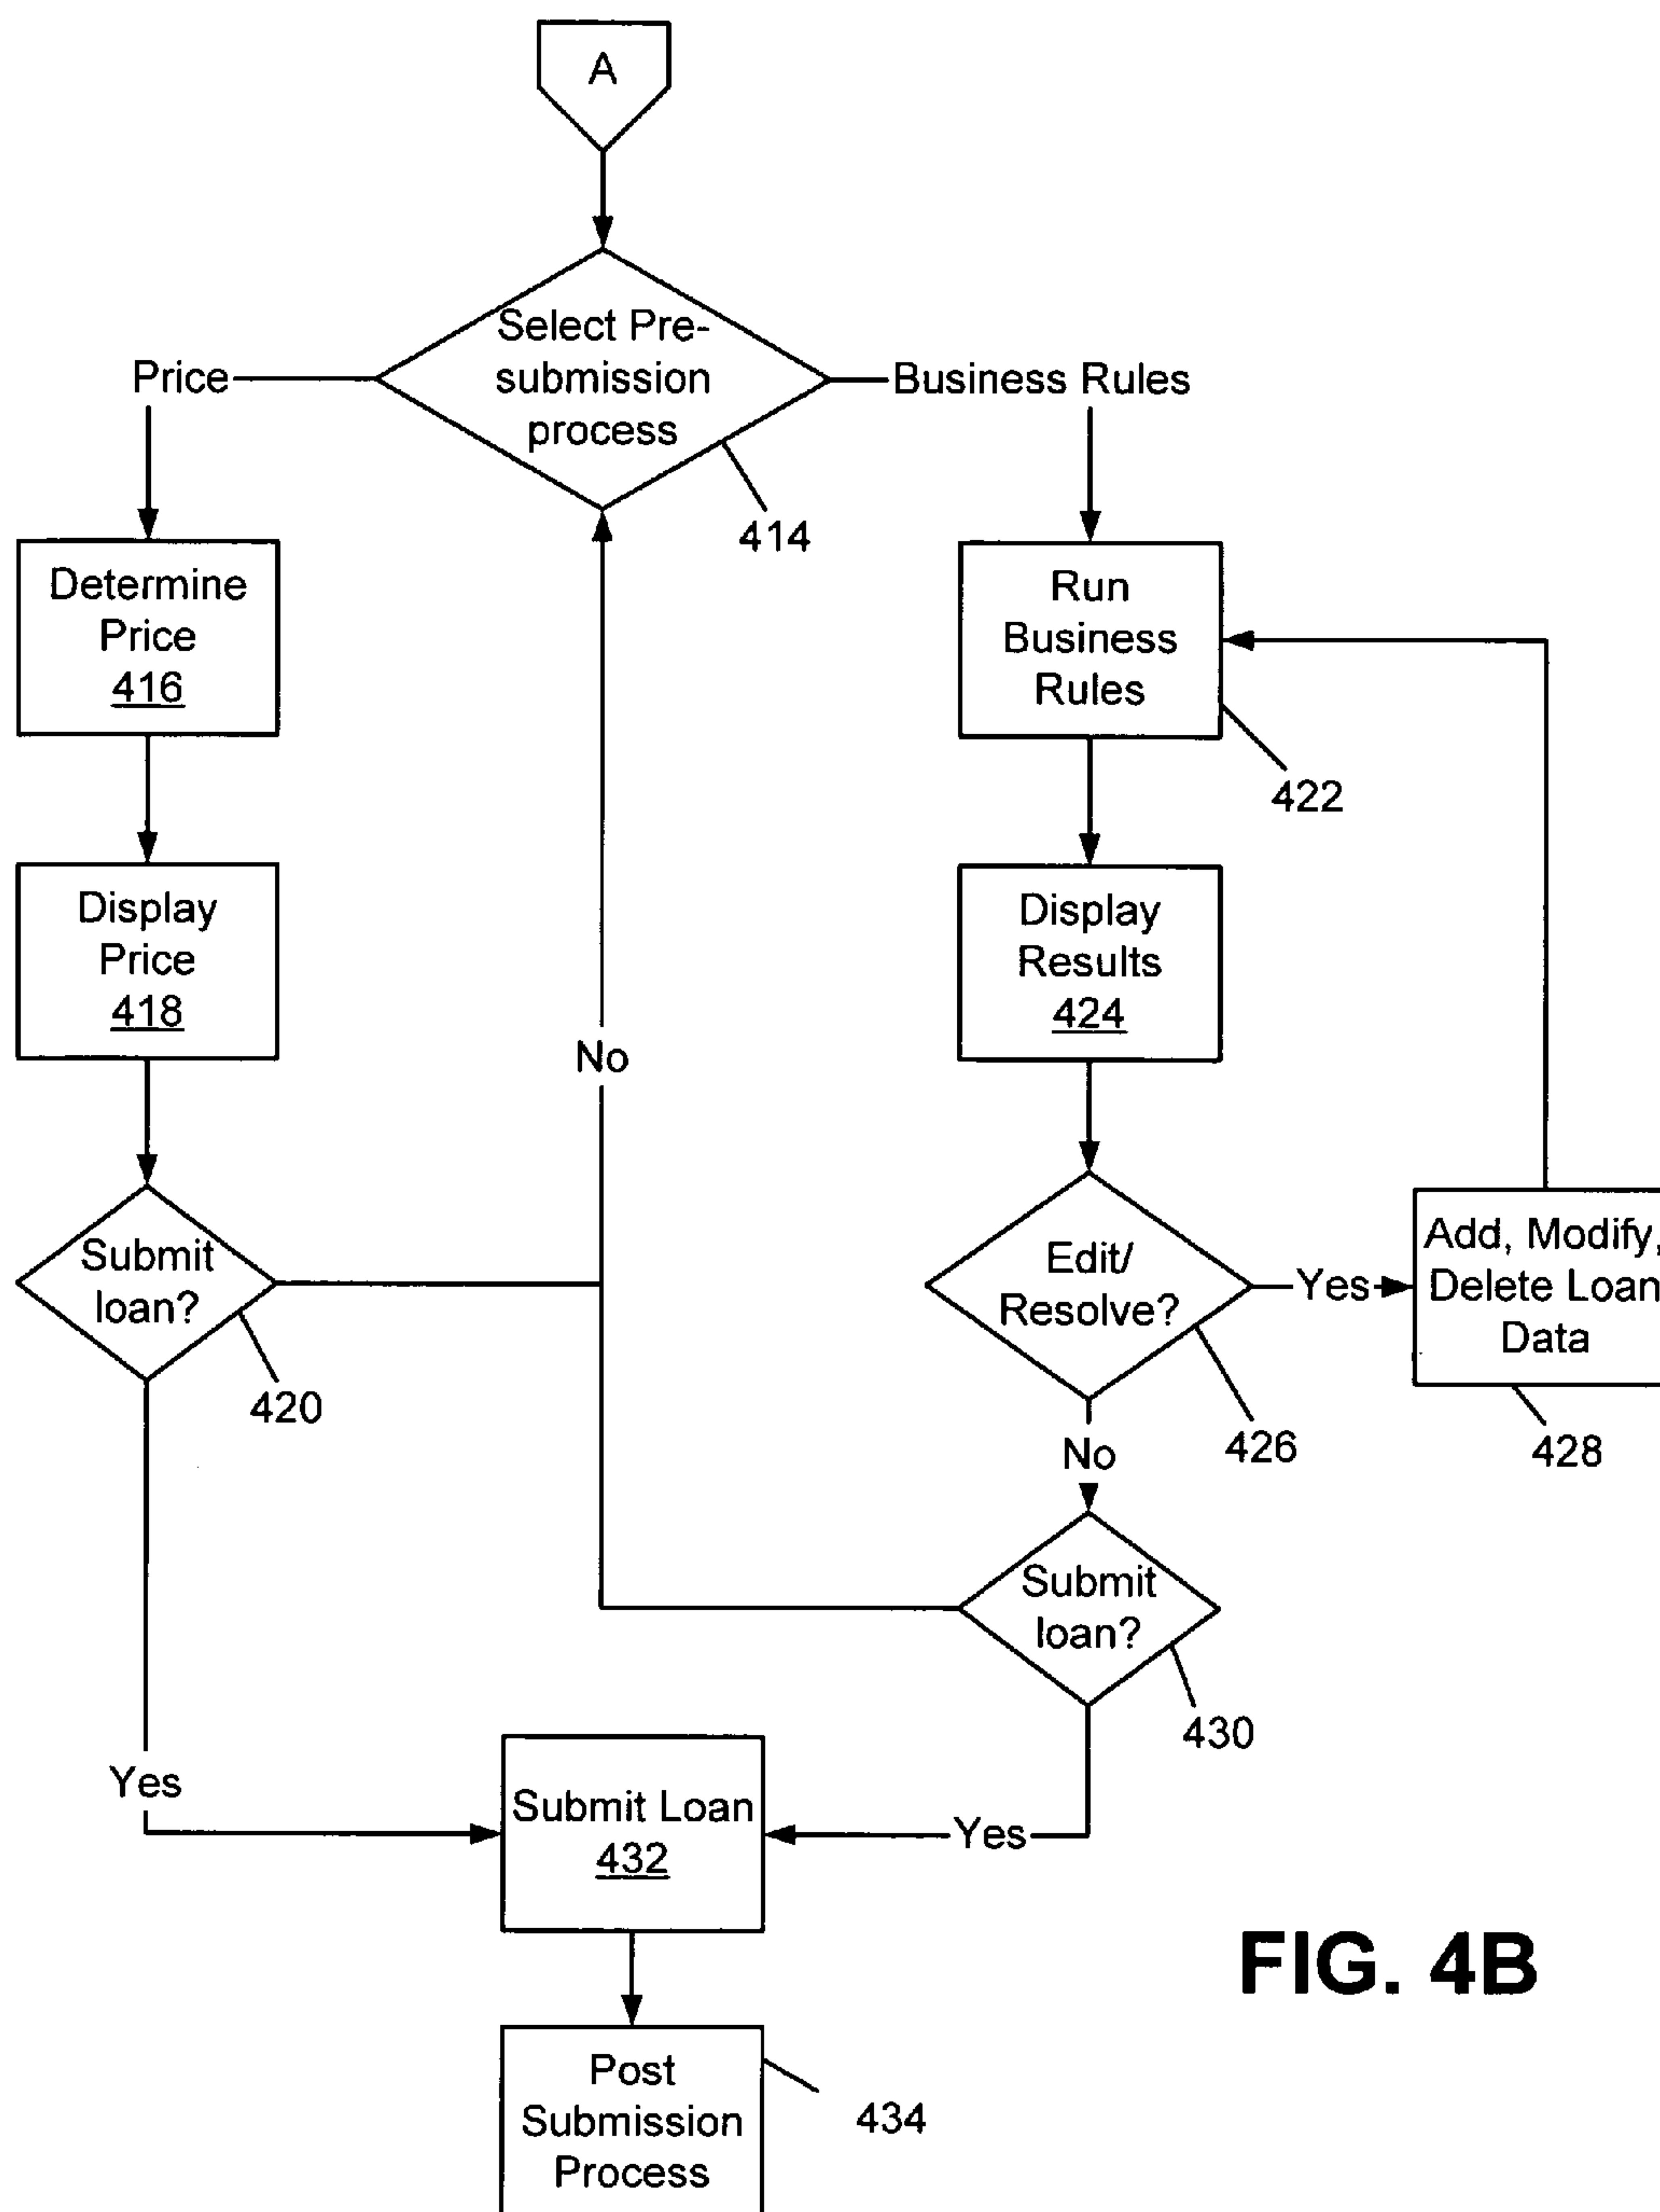 A
Select Pre-
submission
process
Price
Business Rules
414
Determine
Price
416
Run
Business
Rules
422
Display
Price
418
Display
Results
424
No
Submit
loan?
420
Edit/
Resolve?
426
Yes
Add, Modify,
Delete Loan
Data
428
No
Submit
loan?
430
Yes
Submit Loan
432
Yes
FIG. 4B
Post
Submission
Process
434